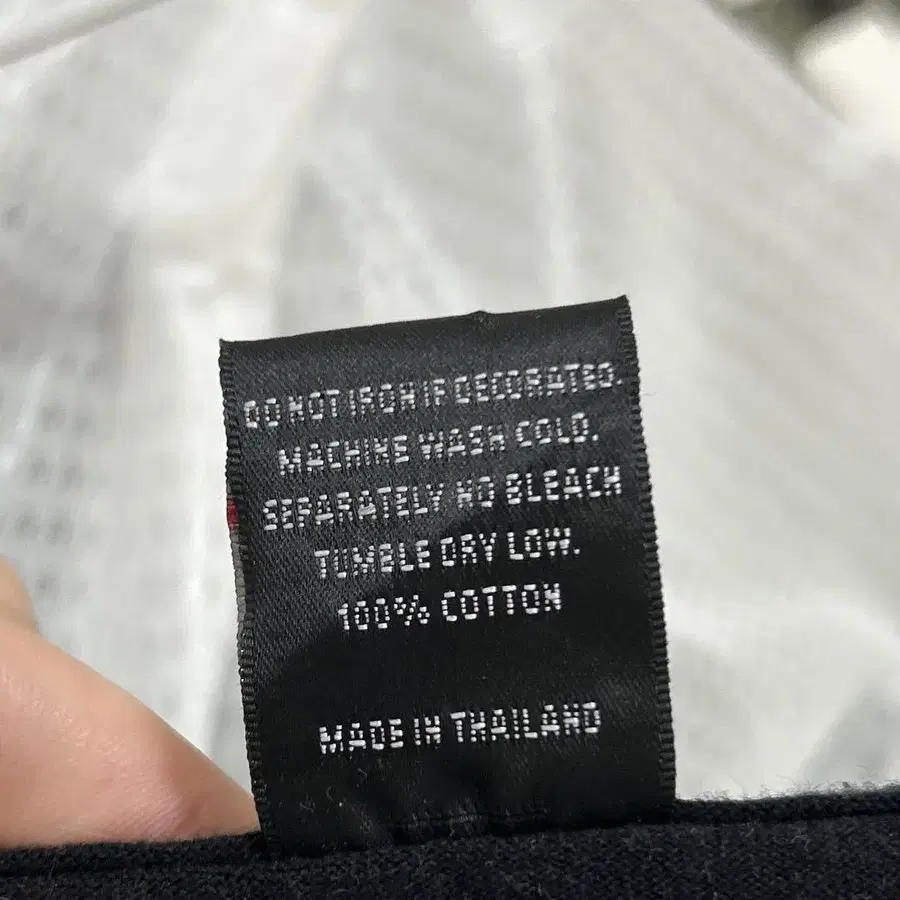 DO NOT IRON IF DECORATED.
MACHINE WASH COLD.
SEPARATELY NO BLEACH
TUMBLE DRY LOW.
100% COTTON
MADE IN THAILAND